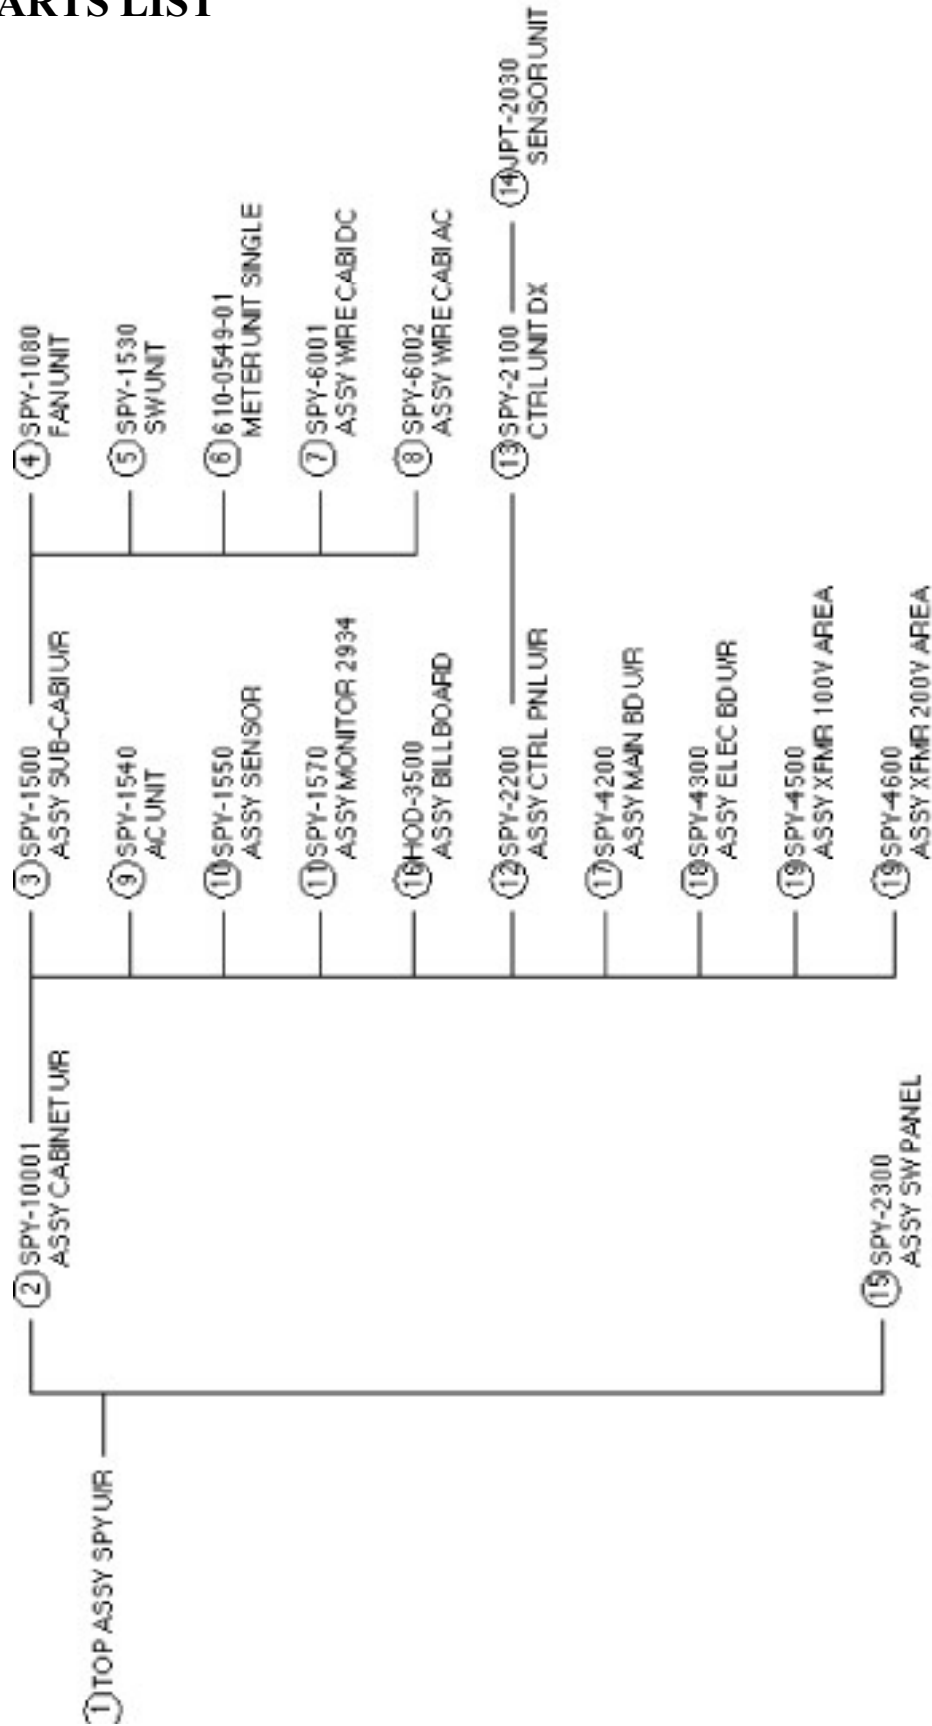 ARTS LIST
1 TOP ASSY SPY U/R
2 SPY-10001
ASSY CABINET U/R
3 SPY-1500
ASSY SUB-CABI U/R
4 SPY-1080
FAN UNIT
5 SPY-1530
SW UNIT
6 610-0549-01
METER UNIT SINGLE
7 SPY-6001
ASSY WIRE CABI DC
8 SPY-6002
ASSY WIRE CABI AC
9 SPY-1540
AC UNIT
10 SPY-1550
ASSY SENSOR
11 SPY-1570
ASSY MONITOR 2934
16 HOD-3500
ASSY BILLBOARD
12 SPY-2200
ASSY CTRL PNL U/R
13 SPY-2100
CTRL UNIT DX
14 JPT-2030
SENSOR UNIT
17 SPY-4200
ASSY MAIN BD U/R
18 SPY-4300
ASSY ELEC BD U/R
19 SPY-4500
ASSY XFMR 100V AREA
19 SPY-4600
ASSY XFMR 200V AREA
15 SPY-2300
ASSY SW PANEL